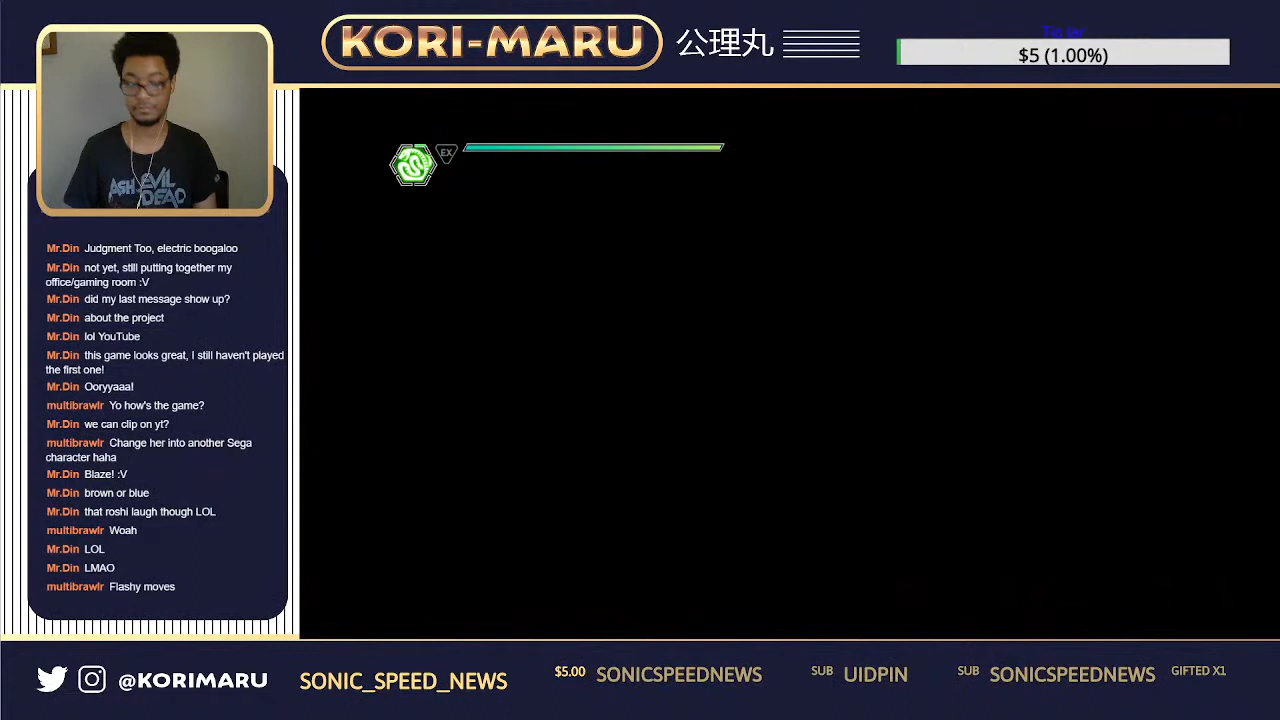 KORI-MARU 公理丸
Tip jar
$5 (1.00%)
EX
ASH EVIL
DEAD
Mr.Din Judgment Too, electric boogaloo
Mr.Din not yet, still putting together my
office/gaming room :V
Mr.Din did my last message show up?
Mr.Din about the project
Mr.Din lol YouTube
Mr.Din this game looks great, I still haven't played
the first one!
Mr.Din Ooryyaaa!
multibrawlr Yo how's the game?
Mr.Din we can clip on yt?
multibrawlr Change her into another Sega
character haha
Mr.Din Blaze! :V
Mr.Din brown or blue
Mr.Din that roshi laugh though LOL
multibrawlr Woah
Mr.Din LOL
Mr.Din LMAO
multibrawlr Flashy moves
@KORIMARU SONIC_SPEED_NEWS $5.00 SONICSPEEDNEWS SUB UIDPIN SUB SONICSPEEDNEWS GIFTED X1